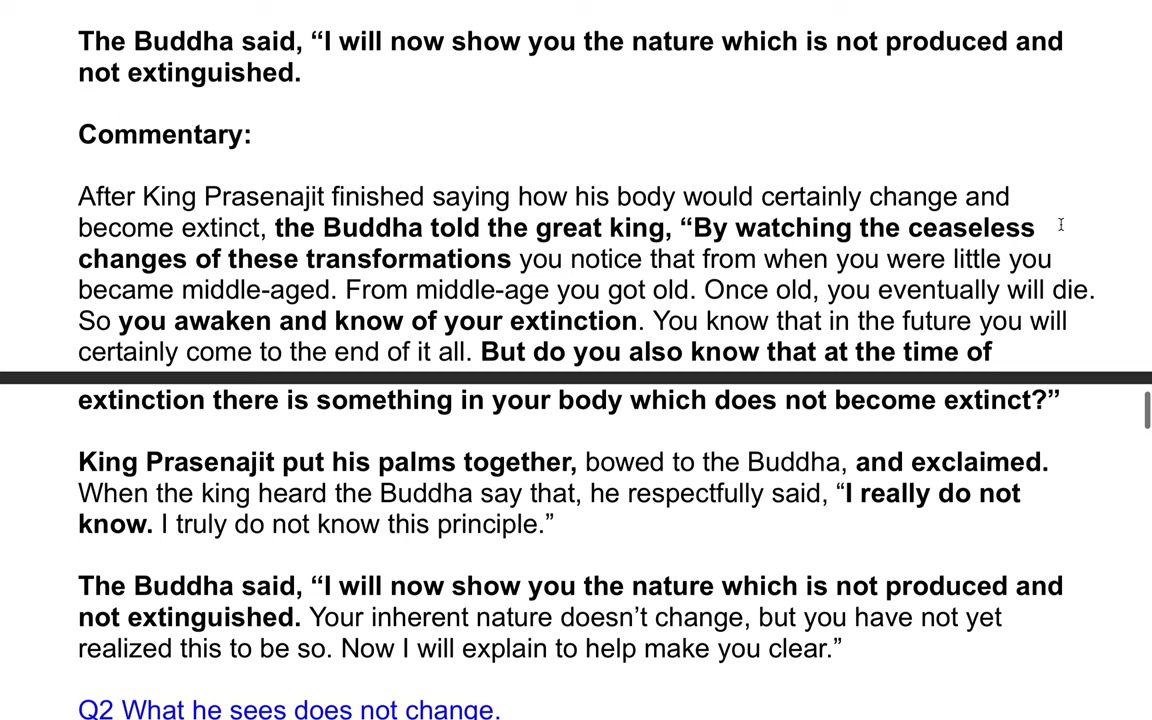 The Buddha said, “I will now show you the nature which is not produced and
not extinguished.
Commentary:
After King Prasenajit finished saying how his body would certainly change and
become extinct, the Buddha told the great king, “By watching the ceaseless
changes of these transformations you notice that from when you were little you
became middle-aged. From middle-age you got old. Once old, you eventually will die.
So you awaken and know of your extinction. You know that in the future you will
certainly come to the end of it all. But do you also know that at the time of
extinction there is something in your body which does not become extinct?”
King Prasenajit put his palms together, bowed to the Buddha, and exclaimed.
When the king heard the Buddha say that, he respectfully said, “I really do not
know. I truly do not know this principle.”
The Buddha said, “I will now show you the nature which is not produced and
not extinguished. Your inherent nature doesn’t change, but you have not yet
realized this to be so. Now I will explain to help make you clear.”
Q2 What he sees does not change.